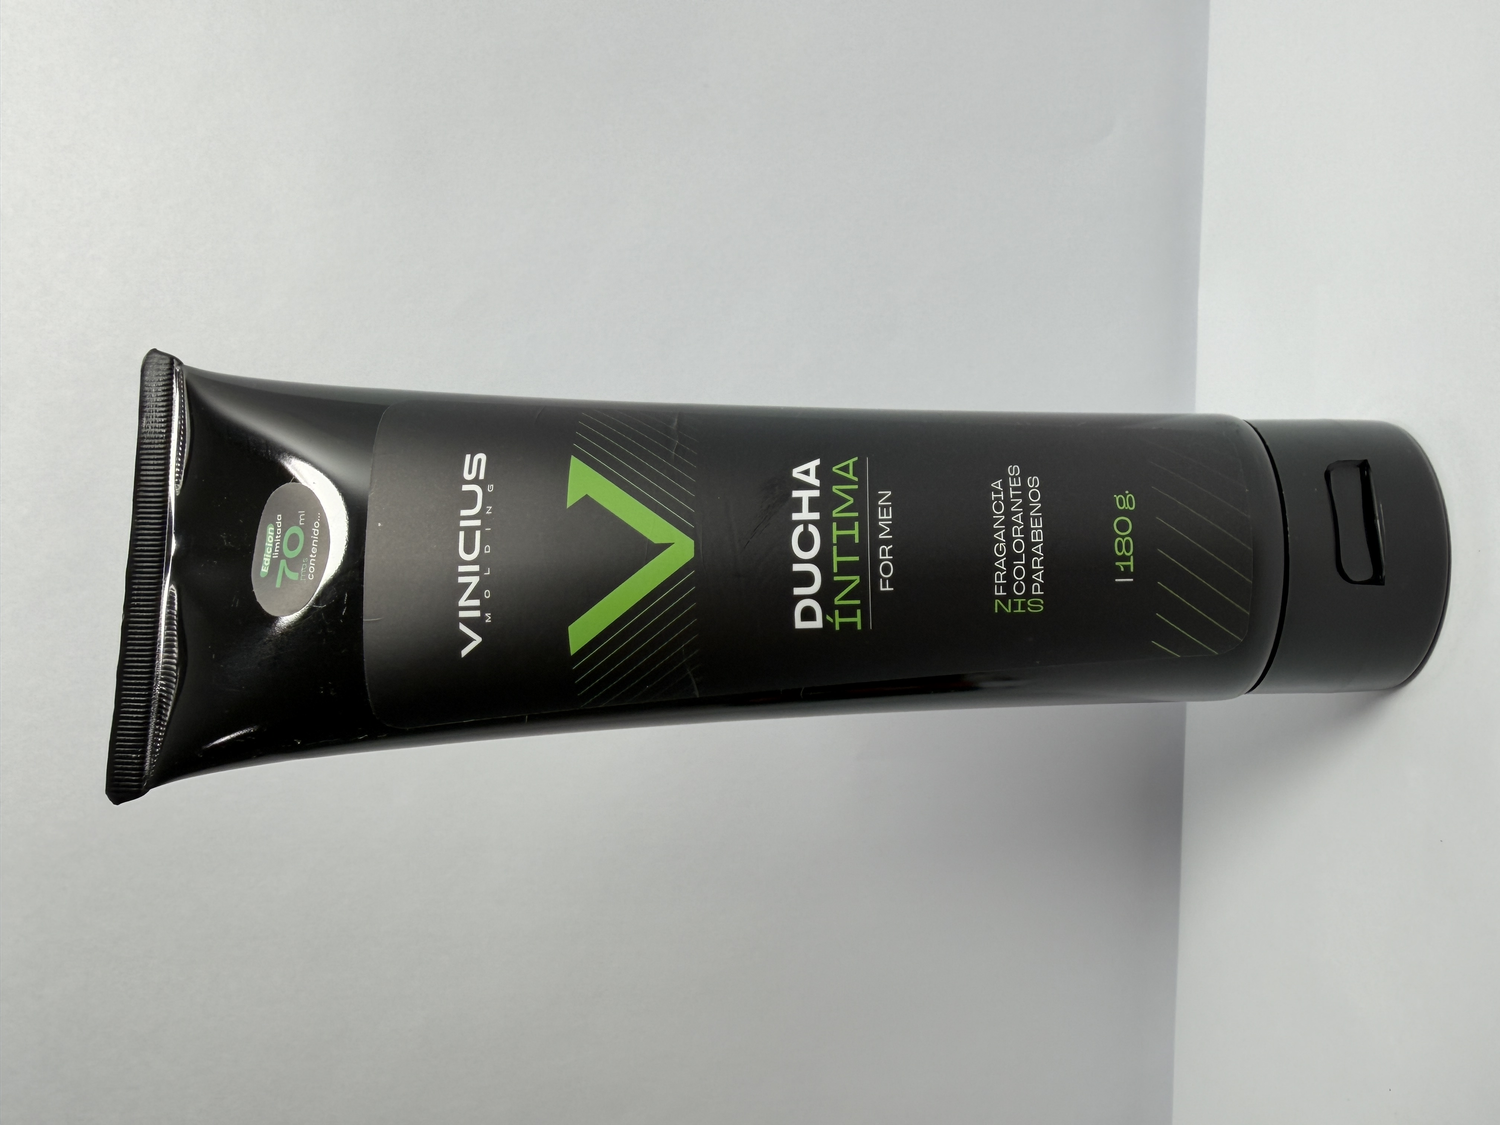 Edición
limitada
70 ml
contenido...
VINICIUS
MOLDING
DUCHA
ÍNTIMA
FOR MEN
N FRAGANCIA
I COLORANTES
S PARABENOS
| 180 g.